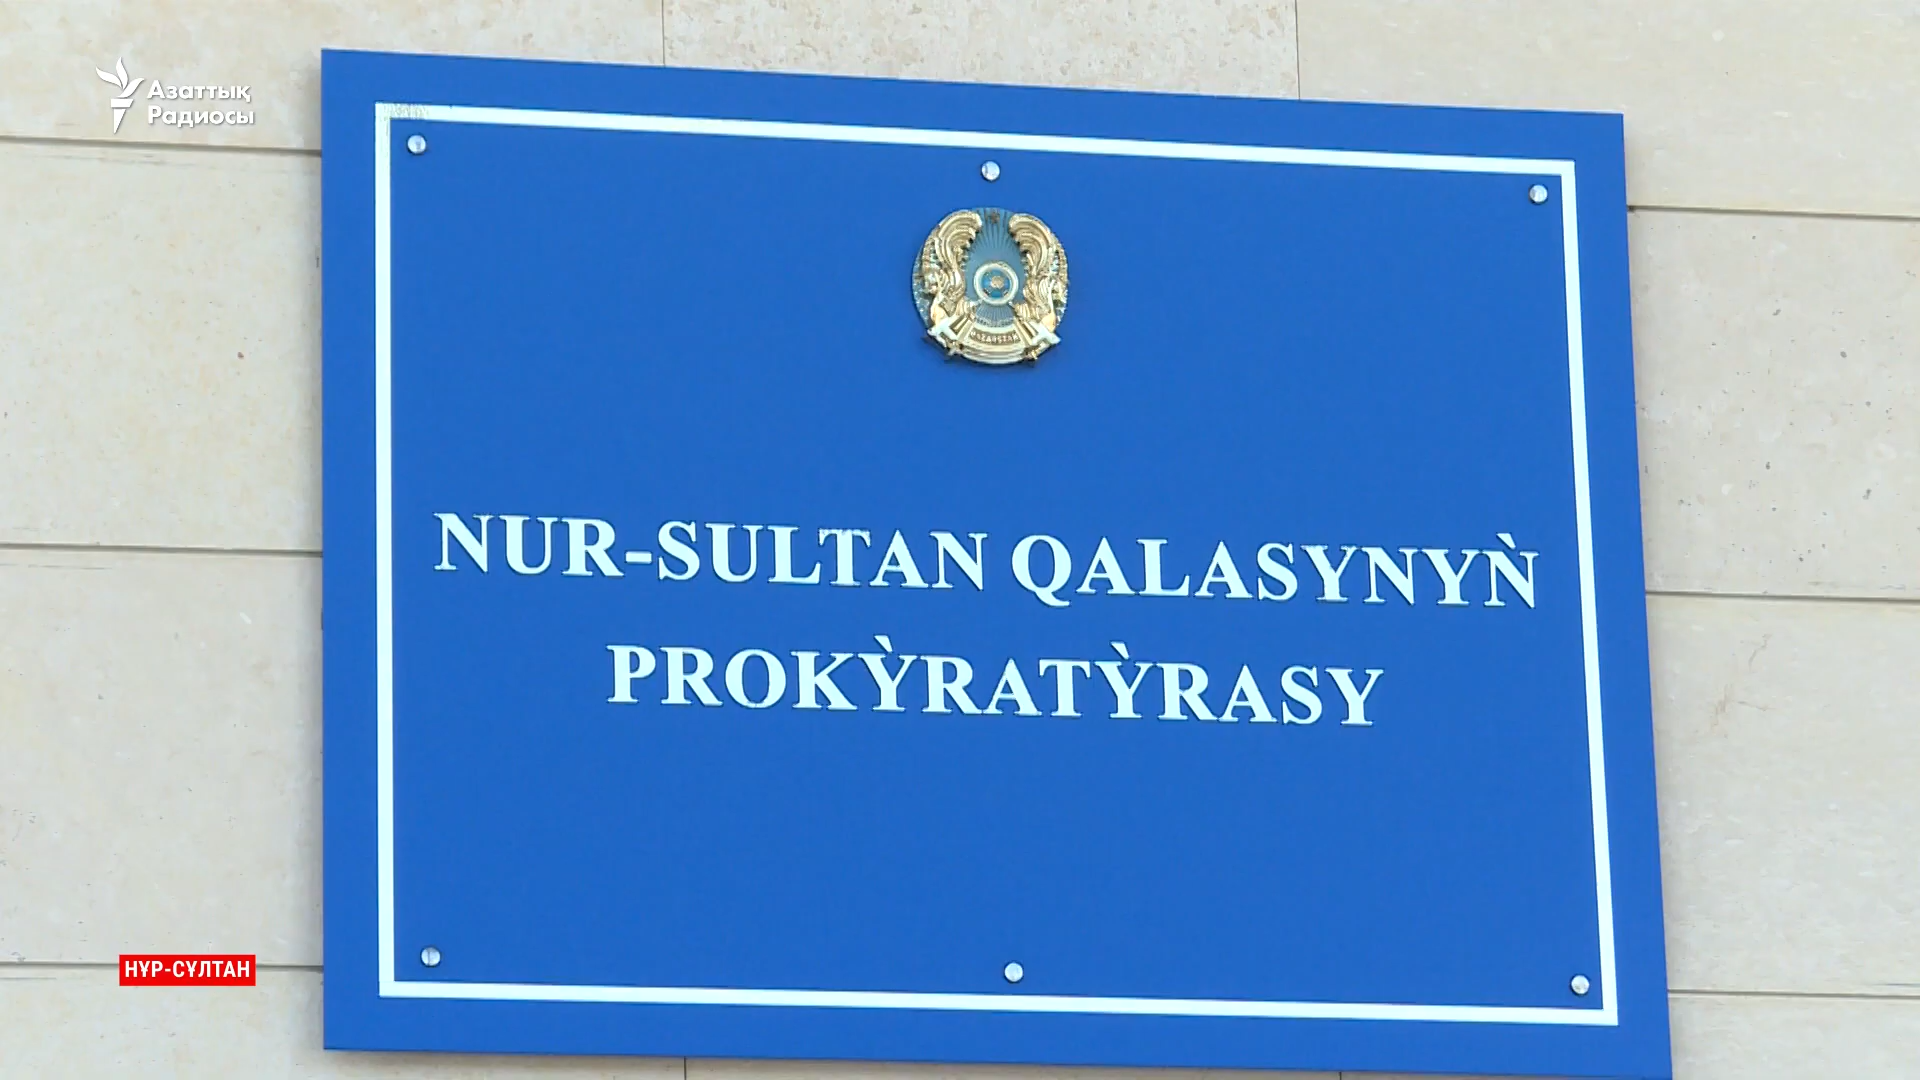 Азаттық
Радиосы
NUR-SULTAN QALASYNYǸ
PROKỲRATỲRASY
НҰР-СҰЛТАН